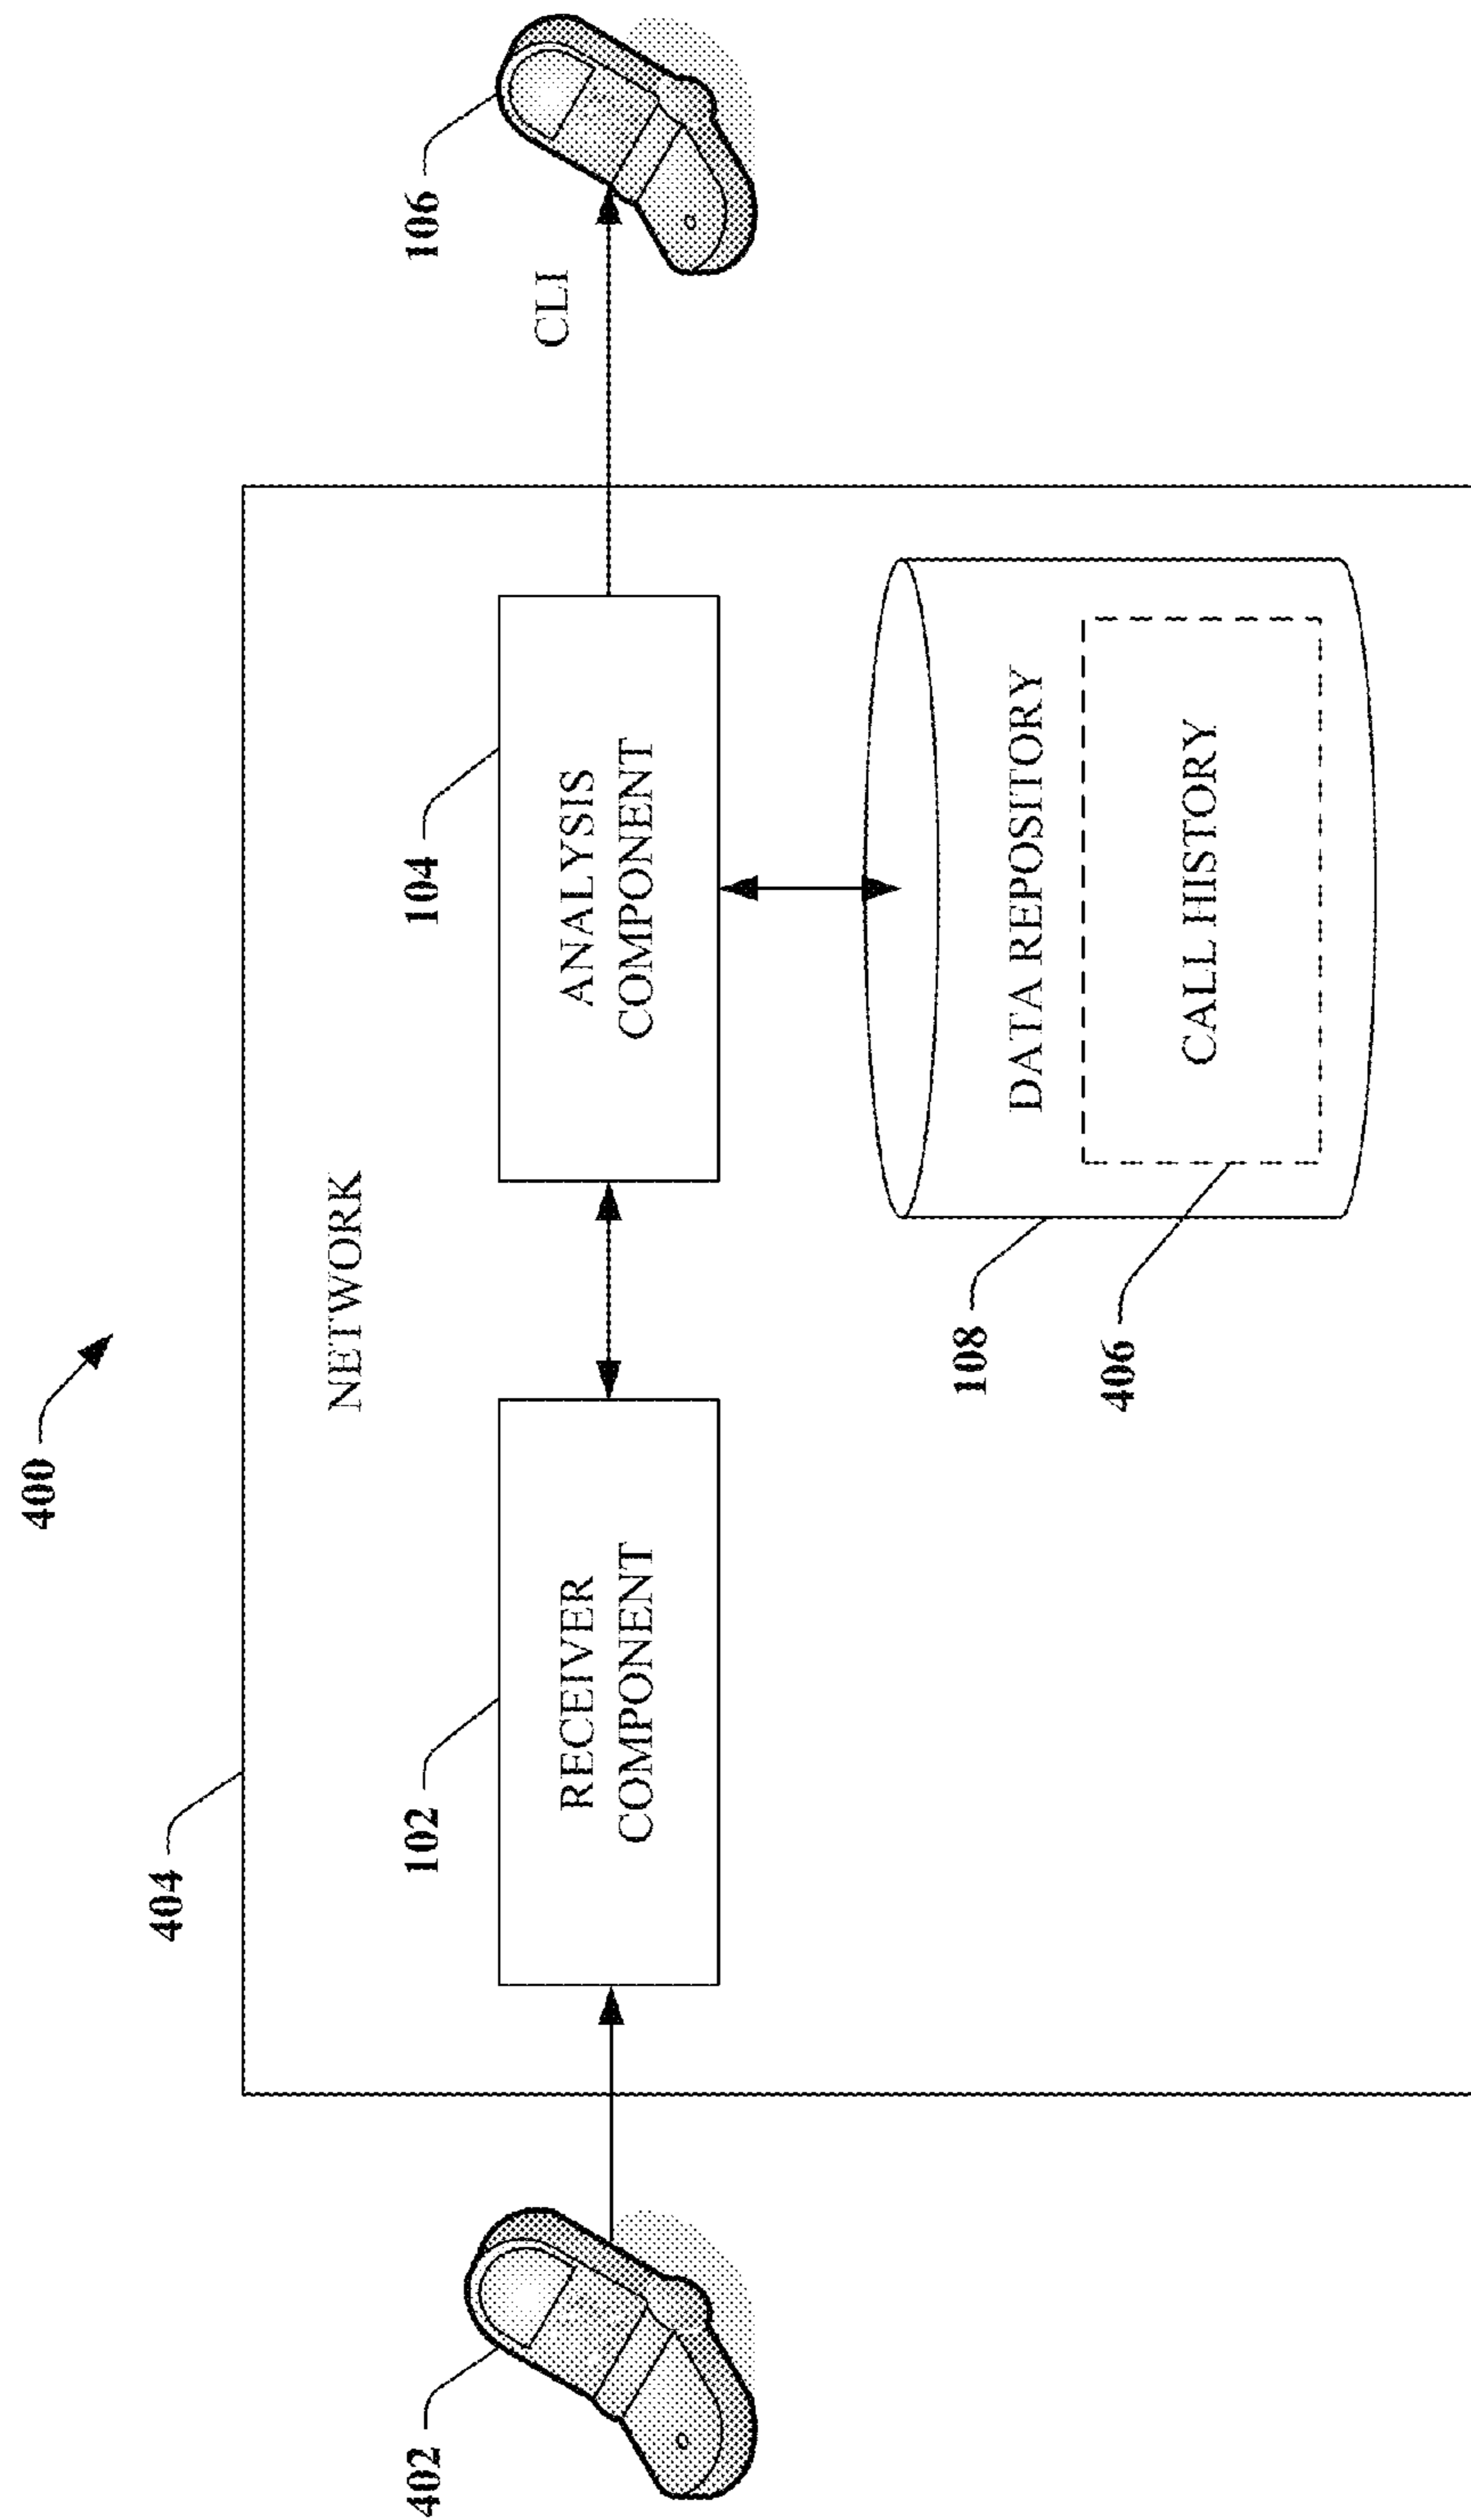 400
404
NETWORK
402
102
104
106
RECEIVER
COMPONENT
ANALYSIS
COMPONENT
CLI
108
DATA REPOSITORY
406
CALL HISTORY